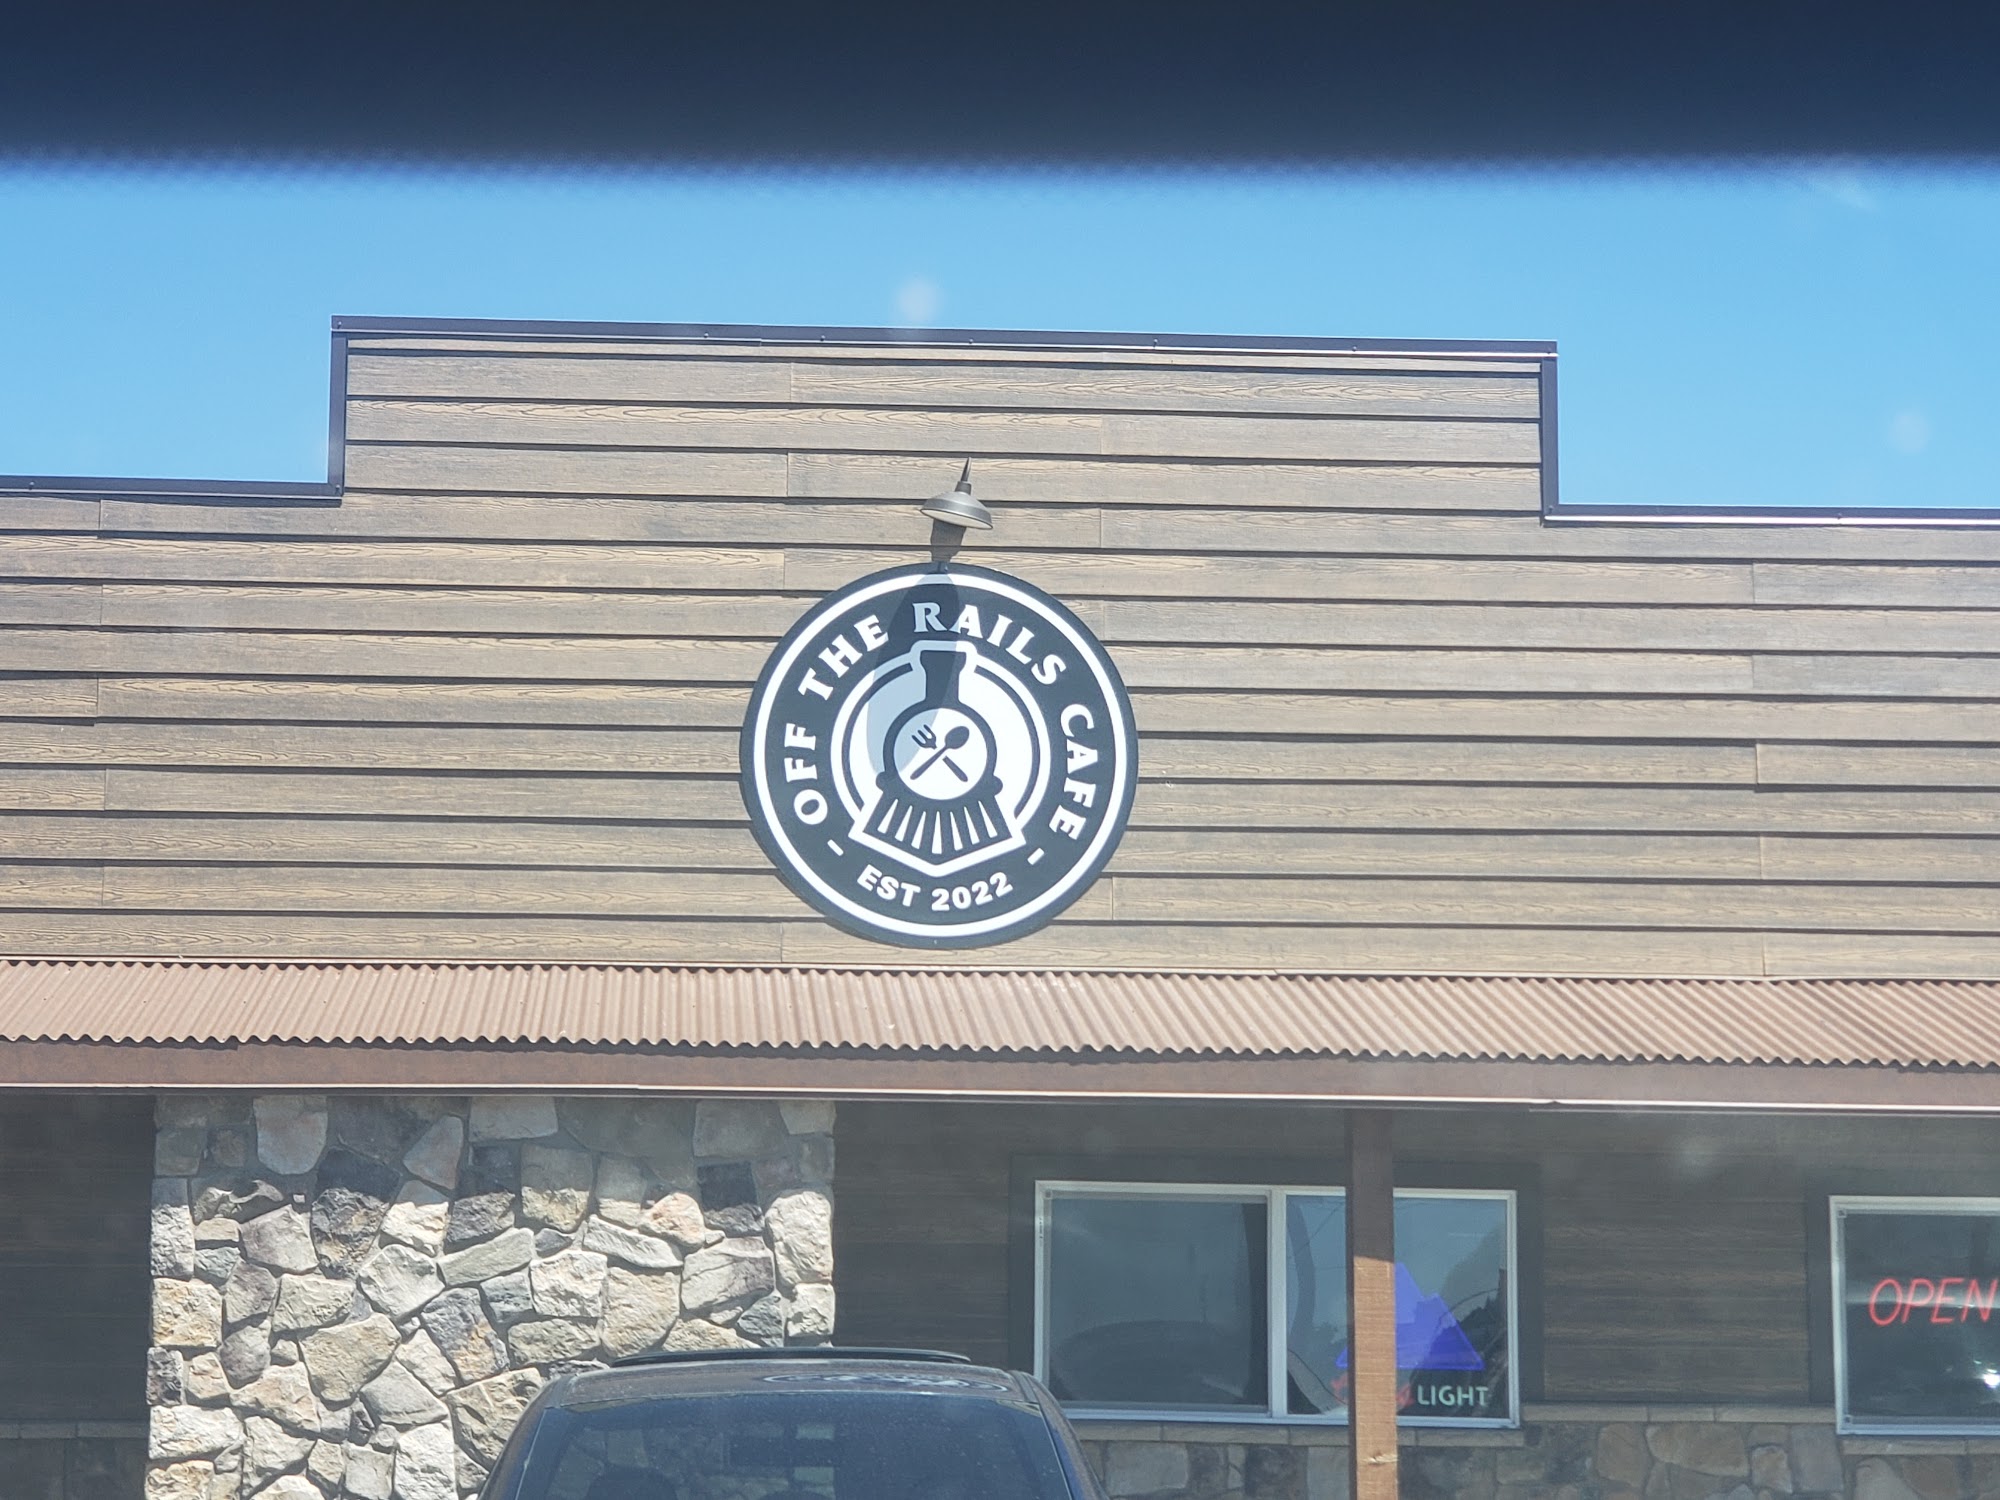 OFF THE RAILS CAFE
- EST 2022 -
LIGHT
OPEN